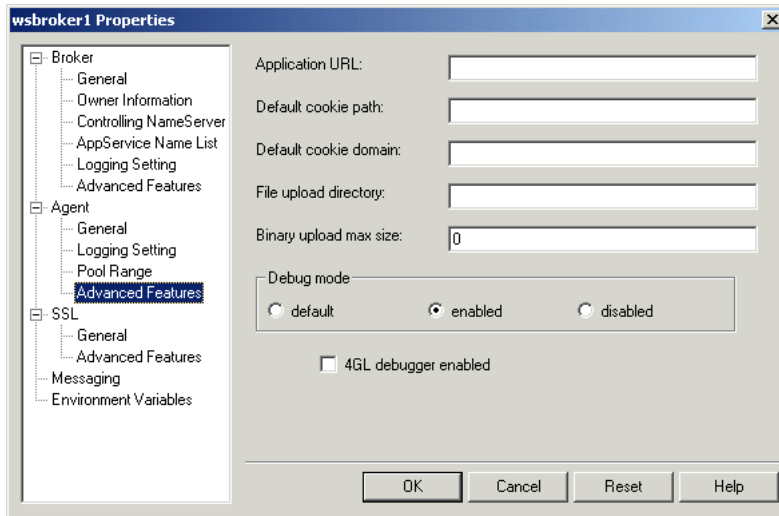 wsbroker1 Properties
Broker
General
Owner Information
Controlling NameServer
AppService Name List
Logging Setting
Advanced Features
Agent
General
Logging Setting
Pool Range
Advanced Features
SSL
General
Advanced Features
Messaging
Environment Variables
Application URL:
Default cookie path:
Default cookie domain:
File upload directory:
Binary upload max size: 0
Debug mode
default enabled disabled
4GL debugger enabled
OK Cancel Reset Help